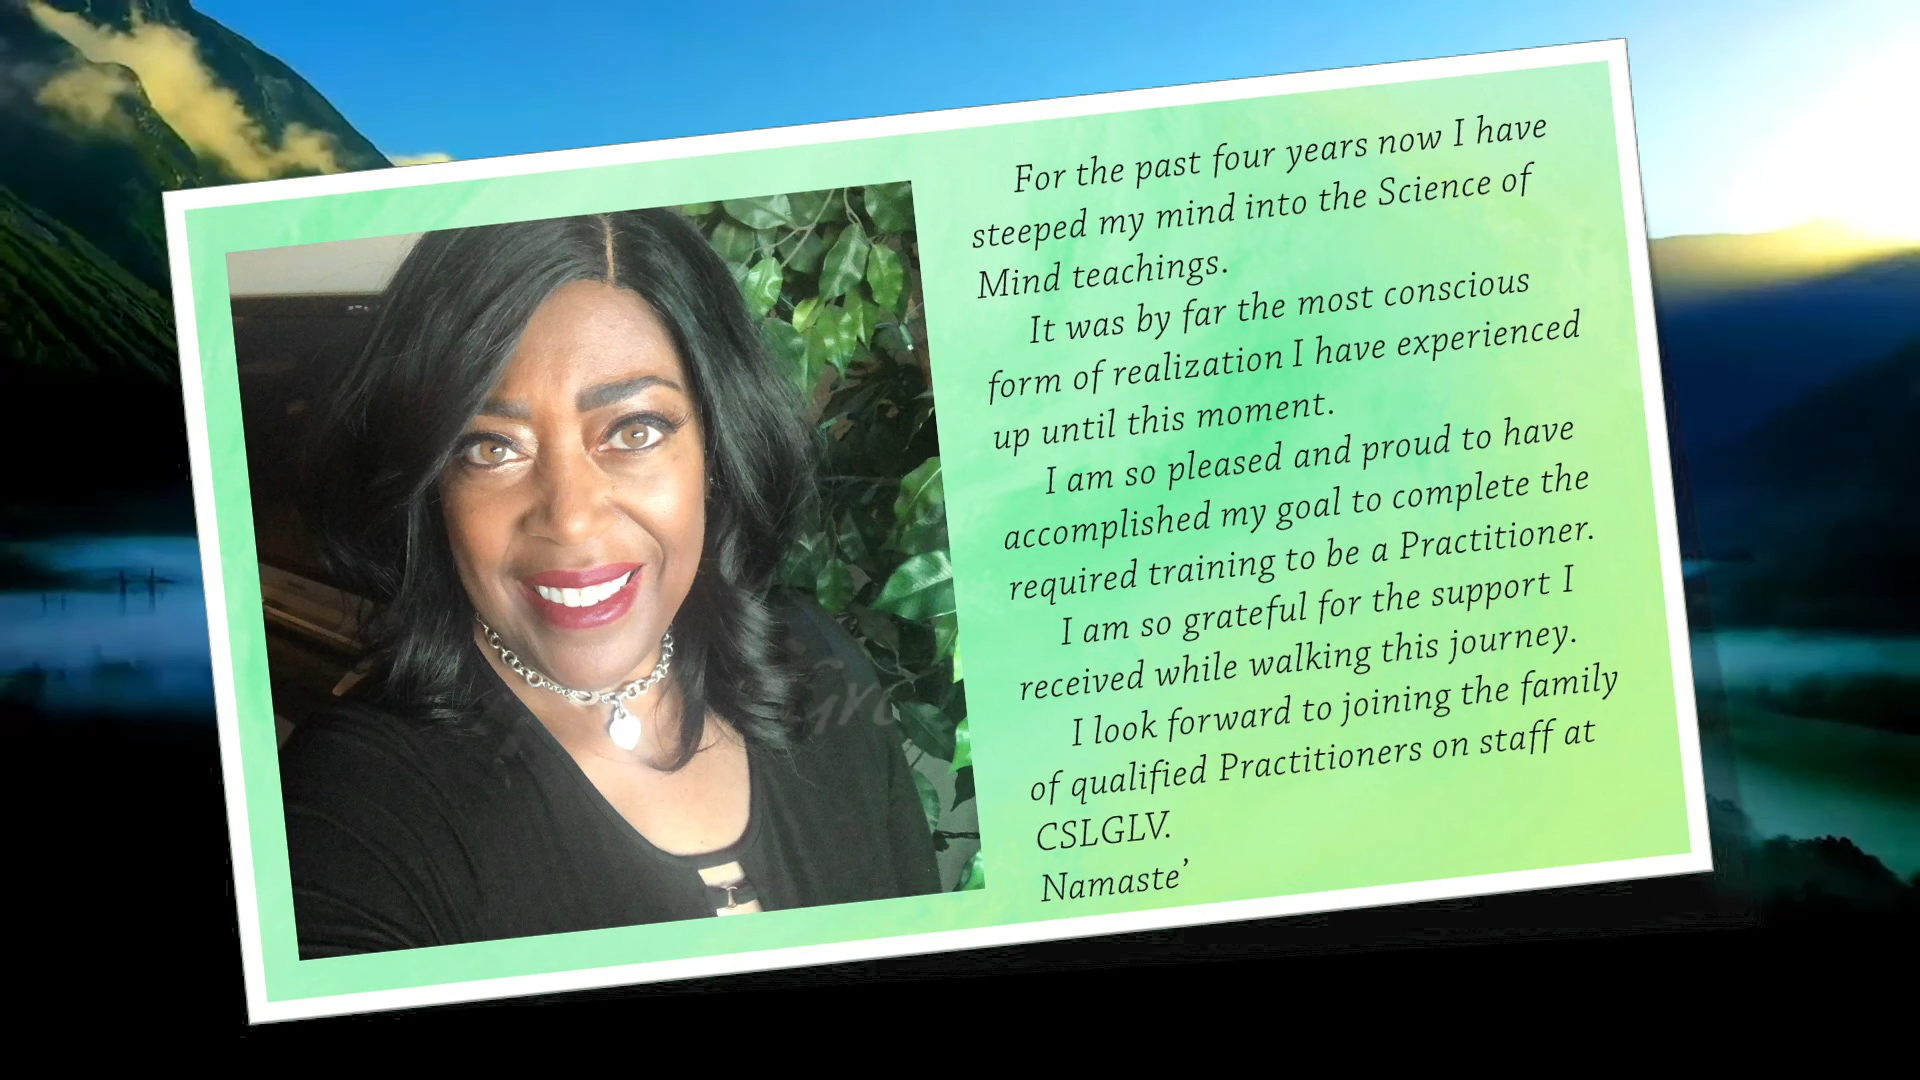 For the past four years now I have
steeped my mind into the Science of
Mind teachings.
It was by far the most conscious
form of realization I have experienced
up until this moment.
I am so pleased and proud to have
accomplished my goal to complete the
required training to be a Practitioner.
I am so grateful for the support I
received while walking this journey.
I look forward to joining the family
of qualified Practitioners on staff at
CSLGLV.
Namaste’